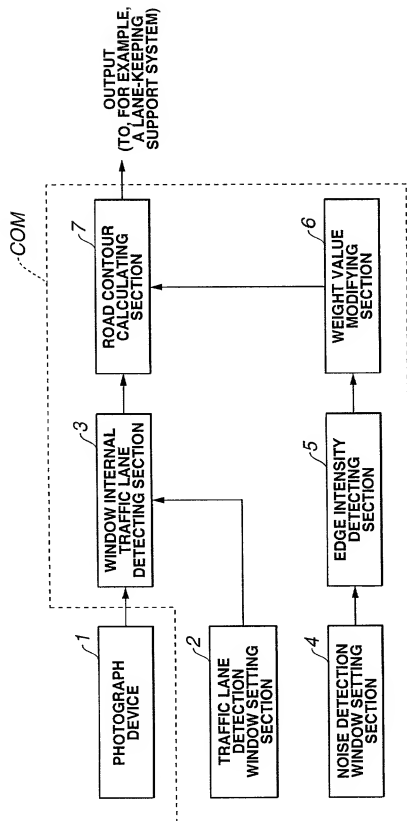 COM
1
PHOTOGRAPH
DEVICE
3
WINDOW INTERNAL
TRAFFIC LANE
DETECTING SECTION
7
ROAD CONTOUR
CALCULATING
SECTION
OUTPUT
(TO, FOR EXAMPLE,
A LANE-KEEPING
SUPPORT SYSTEM)
2
TRAFFIC LANE
DETECTION
WINDOW SETTING
SECTION
4
NOISE DETECTION
WINDOW SETTING
SECTION
5
EDGE INTENSITY
DETECTING
SECTION
6
WEIGHT VALUE
MODIFYING
SECTION